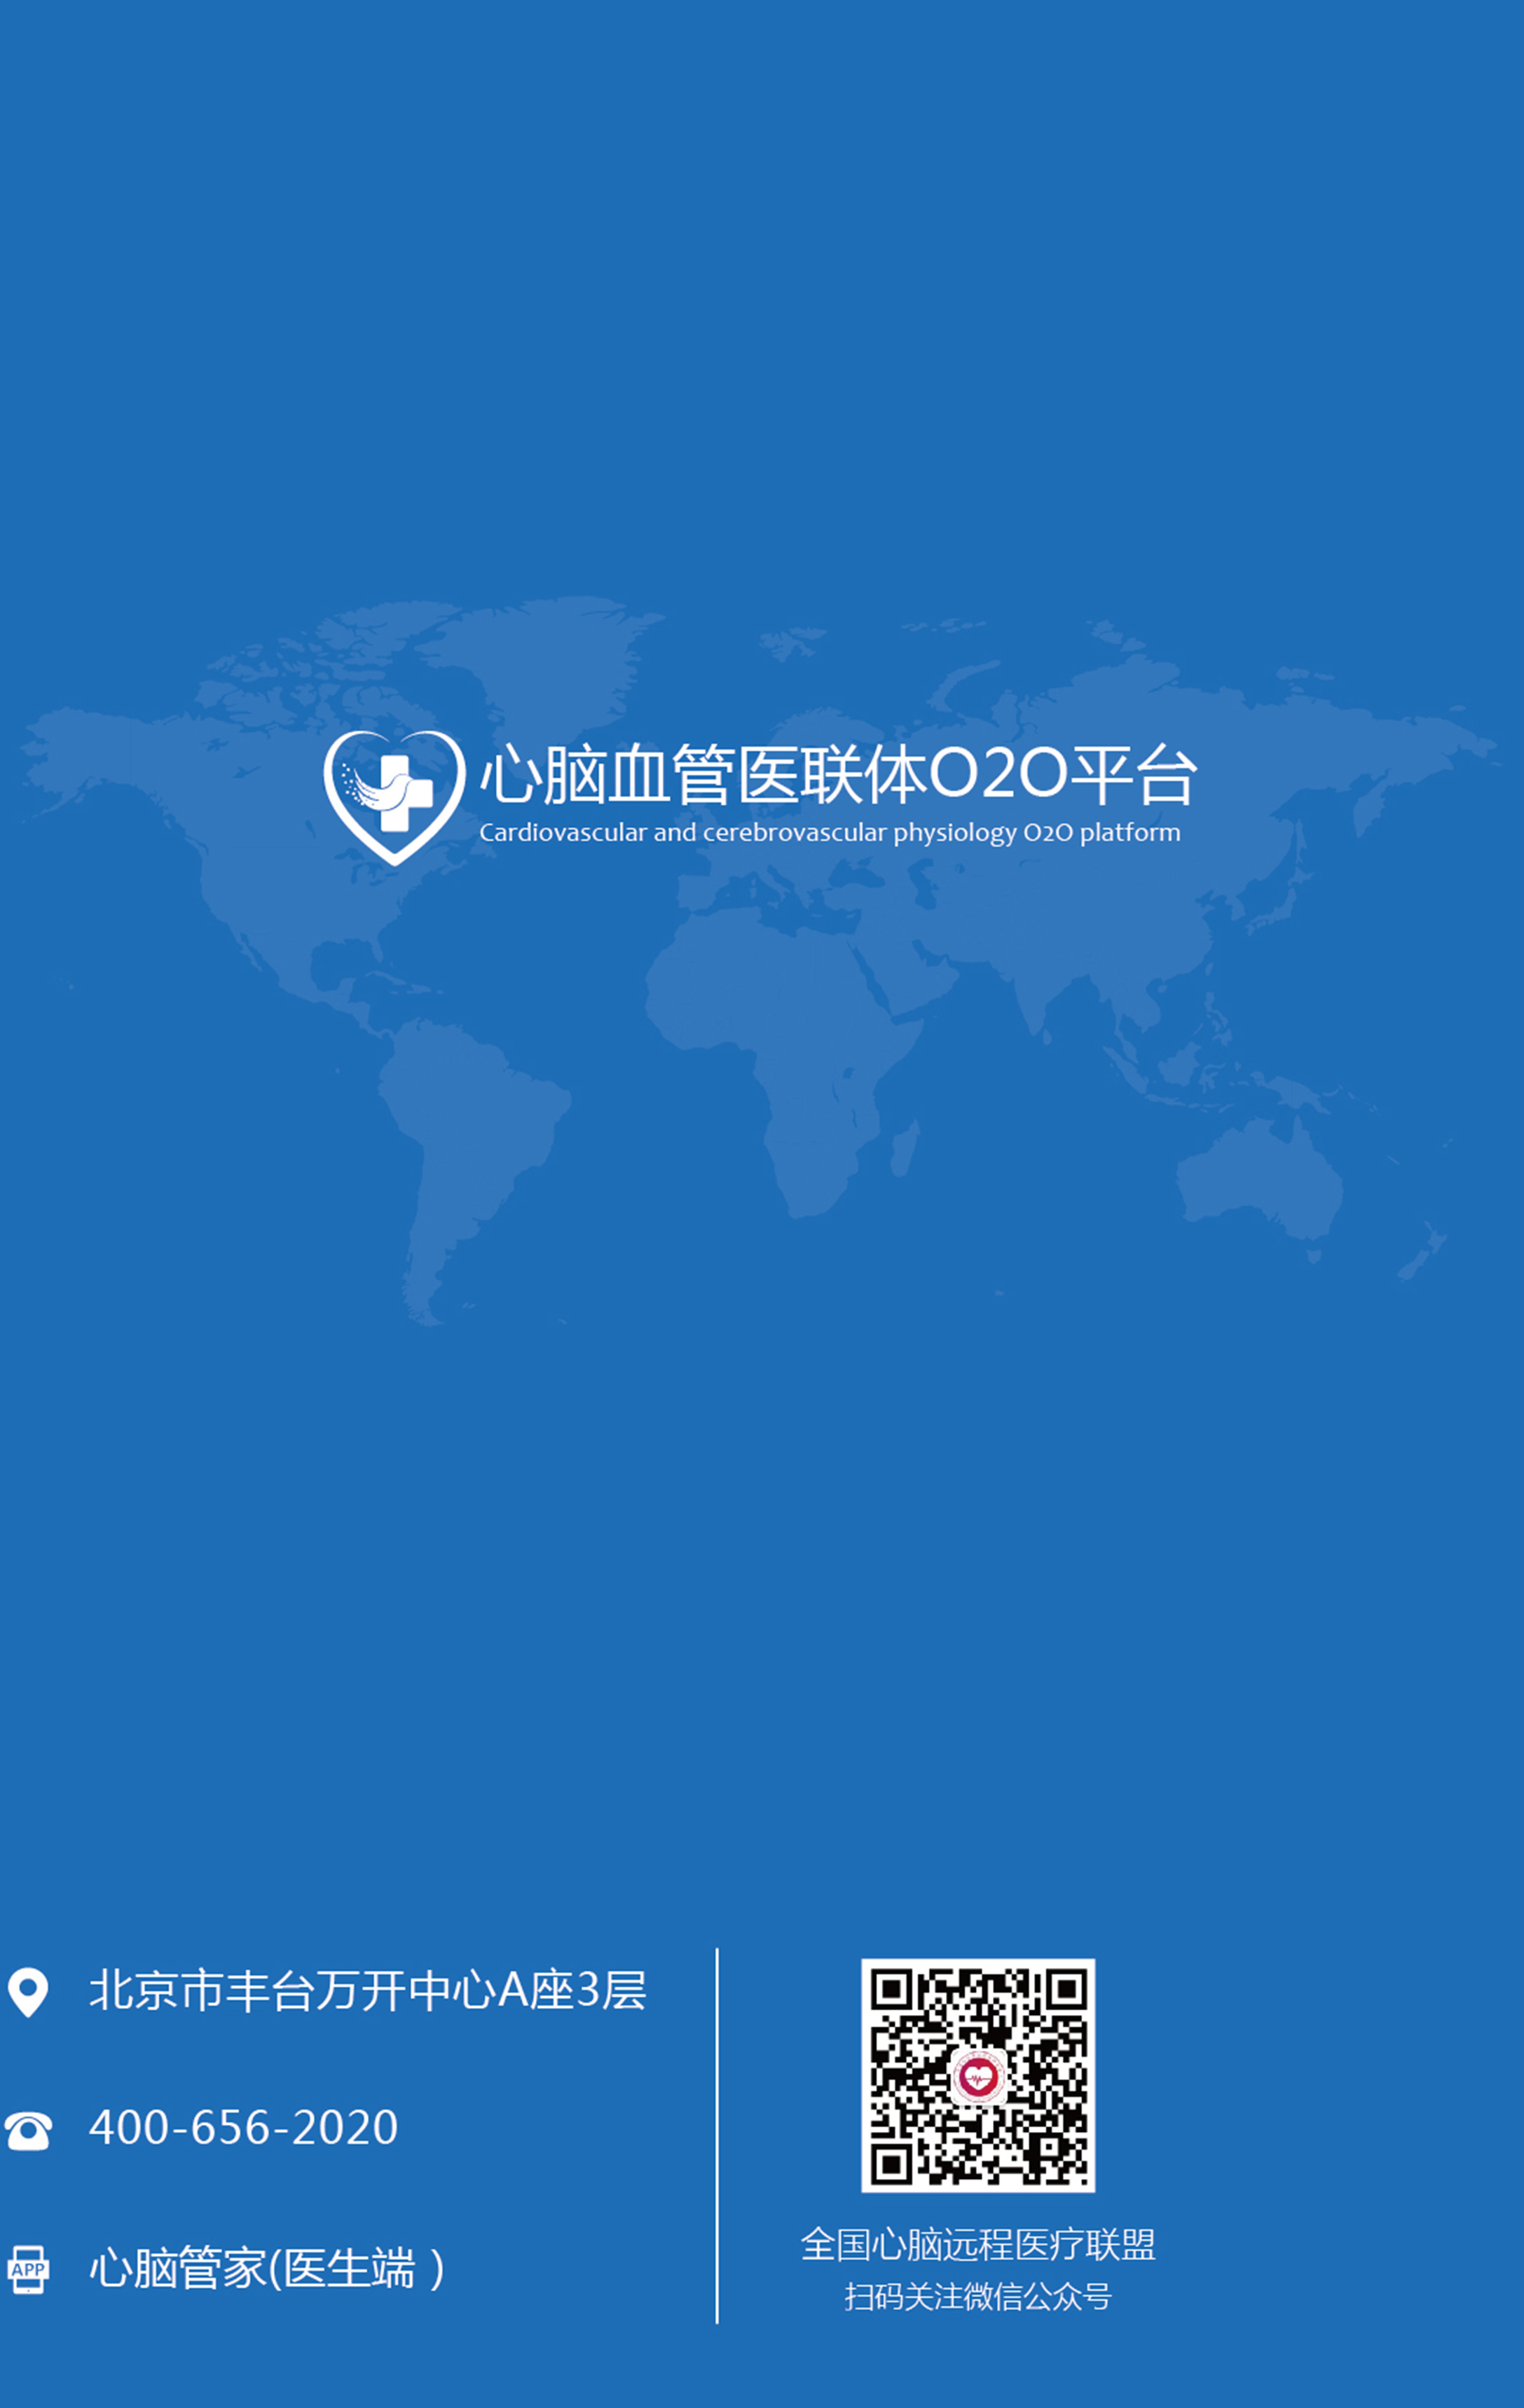 心脑血管医联体O2O平台
Cardiovascular and cerebrovascular physiology O2O platform
北京市丰台万开中心A座3层
400-656-2020
APP
心脑管家(医生端 )
全国心脑远程医疗联盟
扫码关注微信公众号